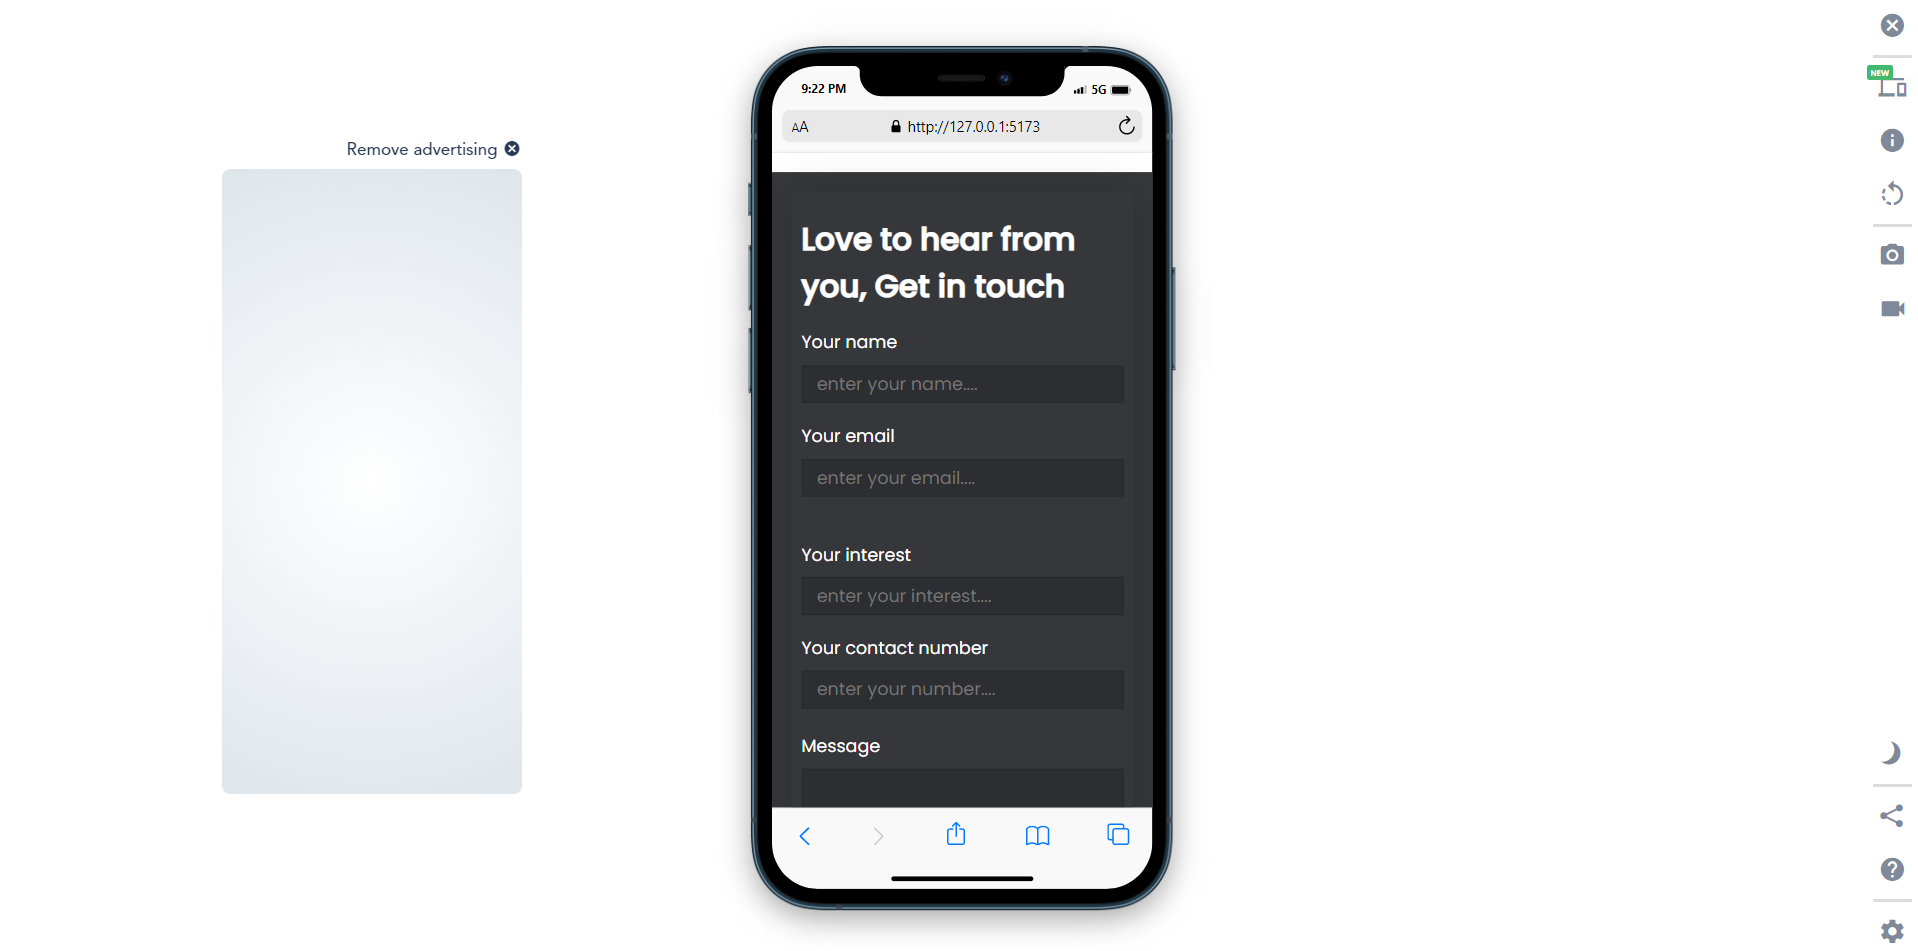 Remove advertising
9:22 PM
5G
AA
http://127.0.0.1:5173
Love to hear from
you, Get in touch
Your name
enter your name....
Your email
enter your email....
Your interest
enter your interest....
Your contact number
enter your number....
Message
NEW